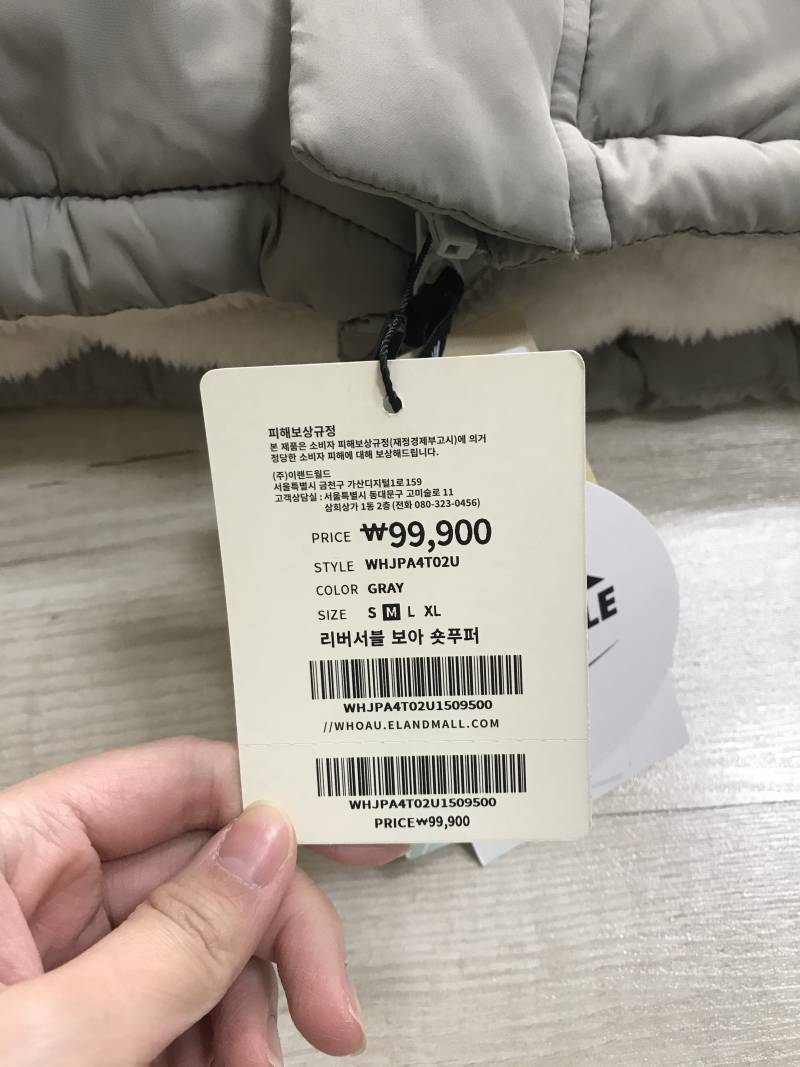 피해보상규정
본 제품은 소비자 피해보상규정(재정경제부고시)에 의거
정당한 소비자 피해에 대해 보상해드립니다.
(주)이랜드월드
서울특별시 금천구 가산디지털1로 159
고객상담실 : 서울특별시 동대문구 고미술로 11
삼희상가 1동 2층 (전화 080-323-0456)
PRICE ₩99,900
STYLE WHJPA4T02U
COLOR GRAY
SIZE S M L XL
리버서블 보아 숏푸퍼
WHJPA4T02U1509500
//WHOAU.ELANDMALL.COM
WHJPA4T02U1509500
PRICE₩99,900